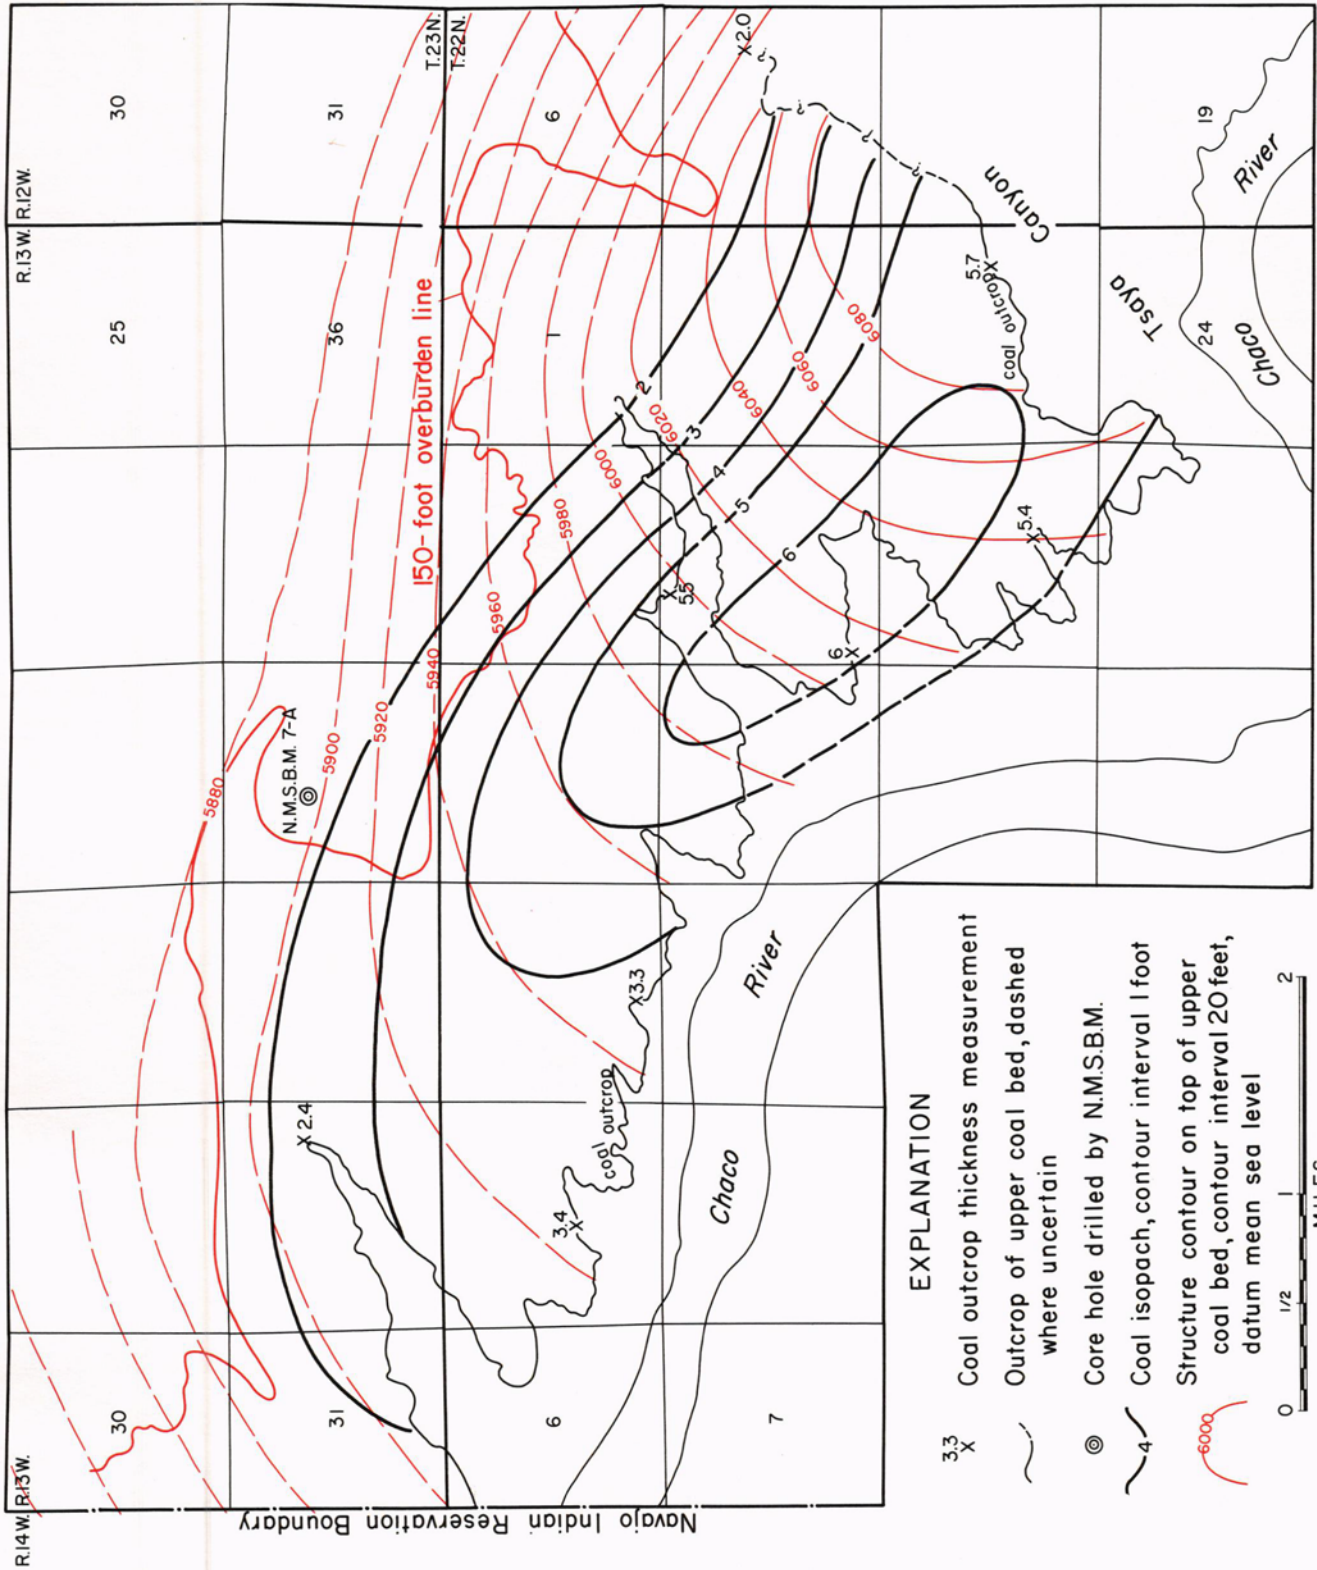 R.14W. R.13W.
R.13W. R.12W.
30
25
30
31
36
31
T.23N.
T.22N.
6
1
6
7
24
19
150-foot overburden line
5880
5900
5920
5940
5960
5980
6000
6020
6040
6060
6080
N.M.S.B.M. 7-A
2
3
4
5
6
X2.4
3.4
X
X3.3
X
5.5
6
X
X5.4
5.7
X
X2.0
?
?
?
?
?
coal outcrop
coal outcrop
Tsaya
Canyon
Chaco
River
Chaco
River
Navajo Indian Reservation Boundary
EXPLANATION
3.3
X
Coal outcrop thickness measurement
Outcrop of upper coal bed, dashed
where uncertain
Core hole drilled by N.M.S.B.M.
4
Coal isopach, contour interval 1 foot
6000
Structure contour on top of upper
coal bed, contour interval 20 feet,
datum mean sea level
0
1/2
1
2